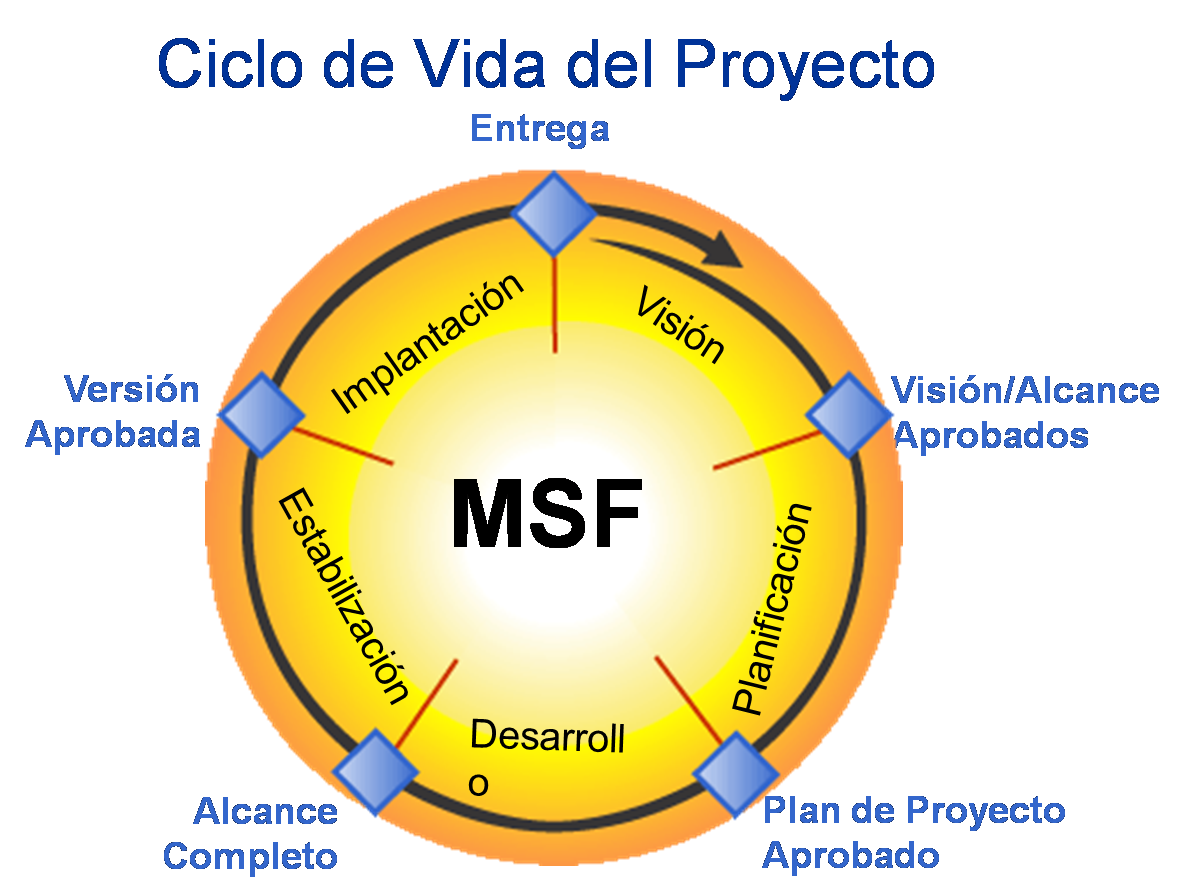 Ciclo de Vida del Proyecto
Entrega
Implantación
Visión
Versión
Aprobada
Visión/Alcance
Aprobados
MSF
Estabilización
Planificación
Desarroll
o
Alcance
Completo
Plan de Proyecto
Aprobado